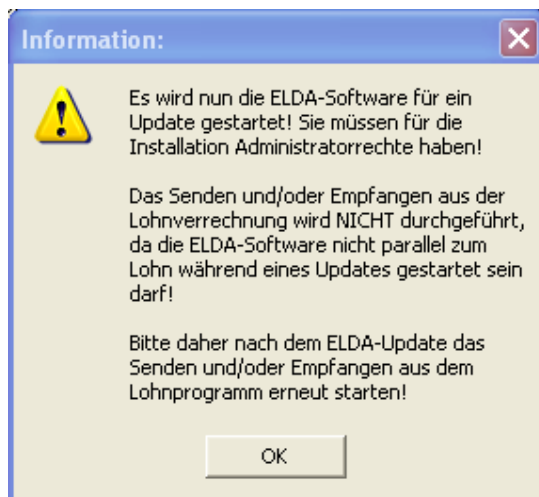 Information:
Es wird nun die ELDA-Software für ein
Update gestartet! Sie müssen für die
Installation Administratorrechte haben!
Das Senden und/oder Empfangen aus der
Lohnverrechnung wird NICHT durchgeführt,
da die ELDA-Software nicht parallel zum
Lohn während eines Updates gestartet sein
darf!
Bitte daher nach dem ELDA-Update das
Senden und/oder Empfangen aus dem
Lohnprogramm erneut starten!
OK